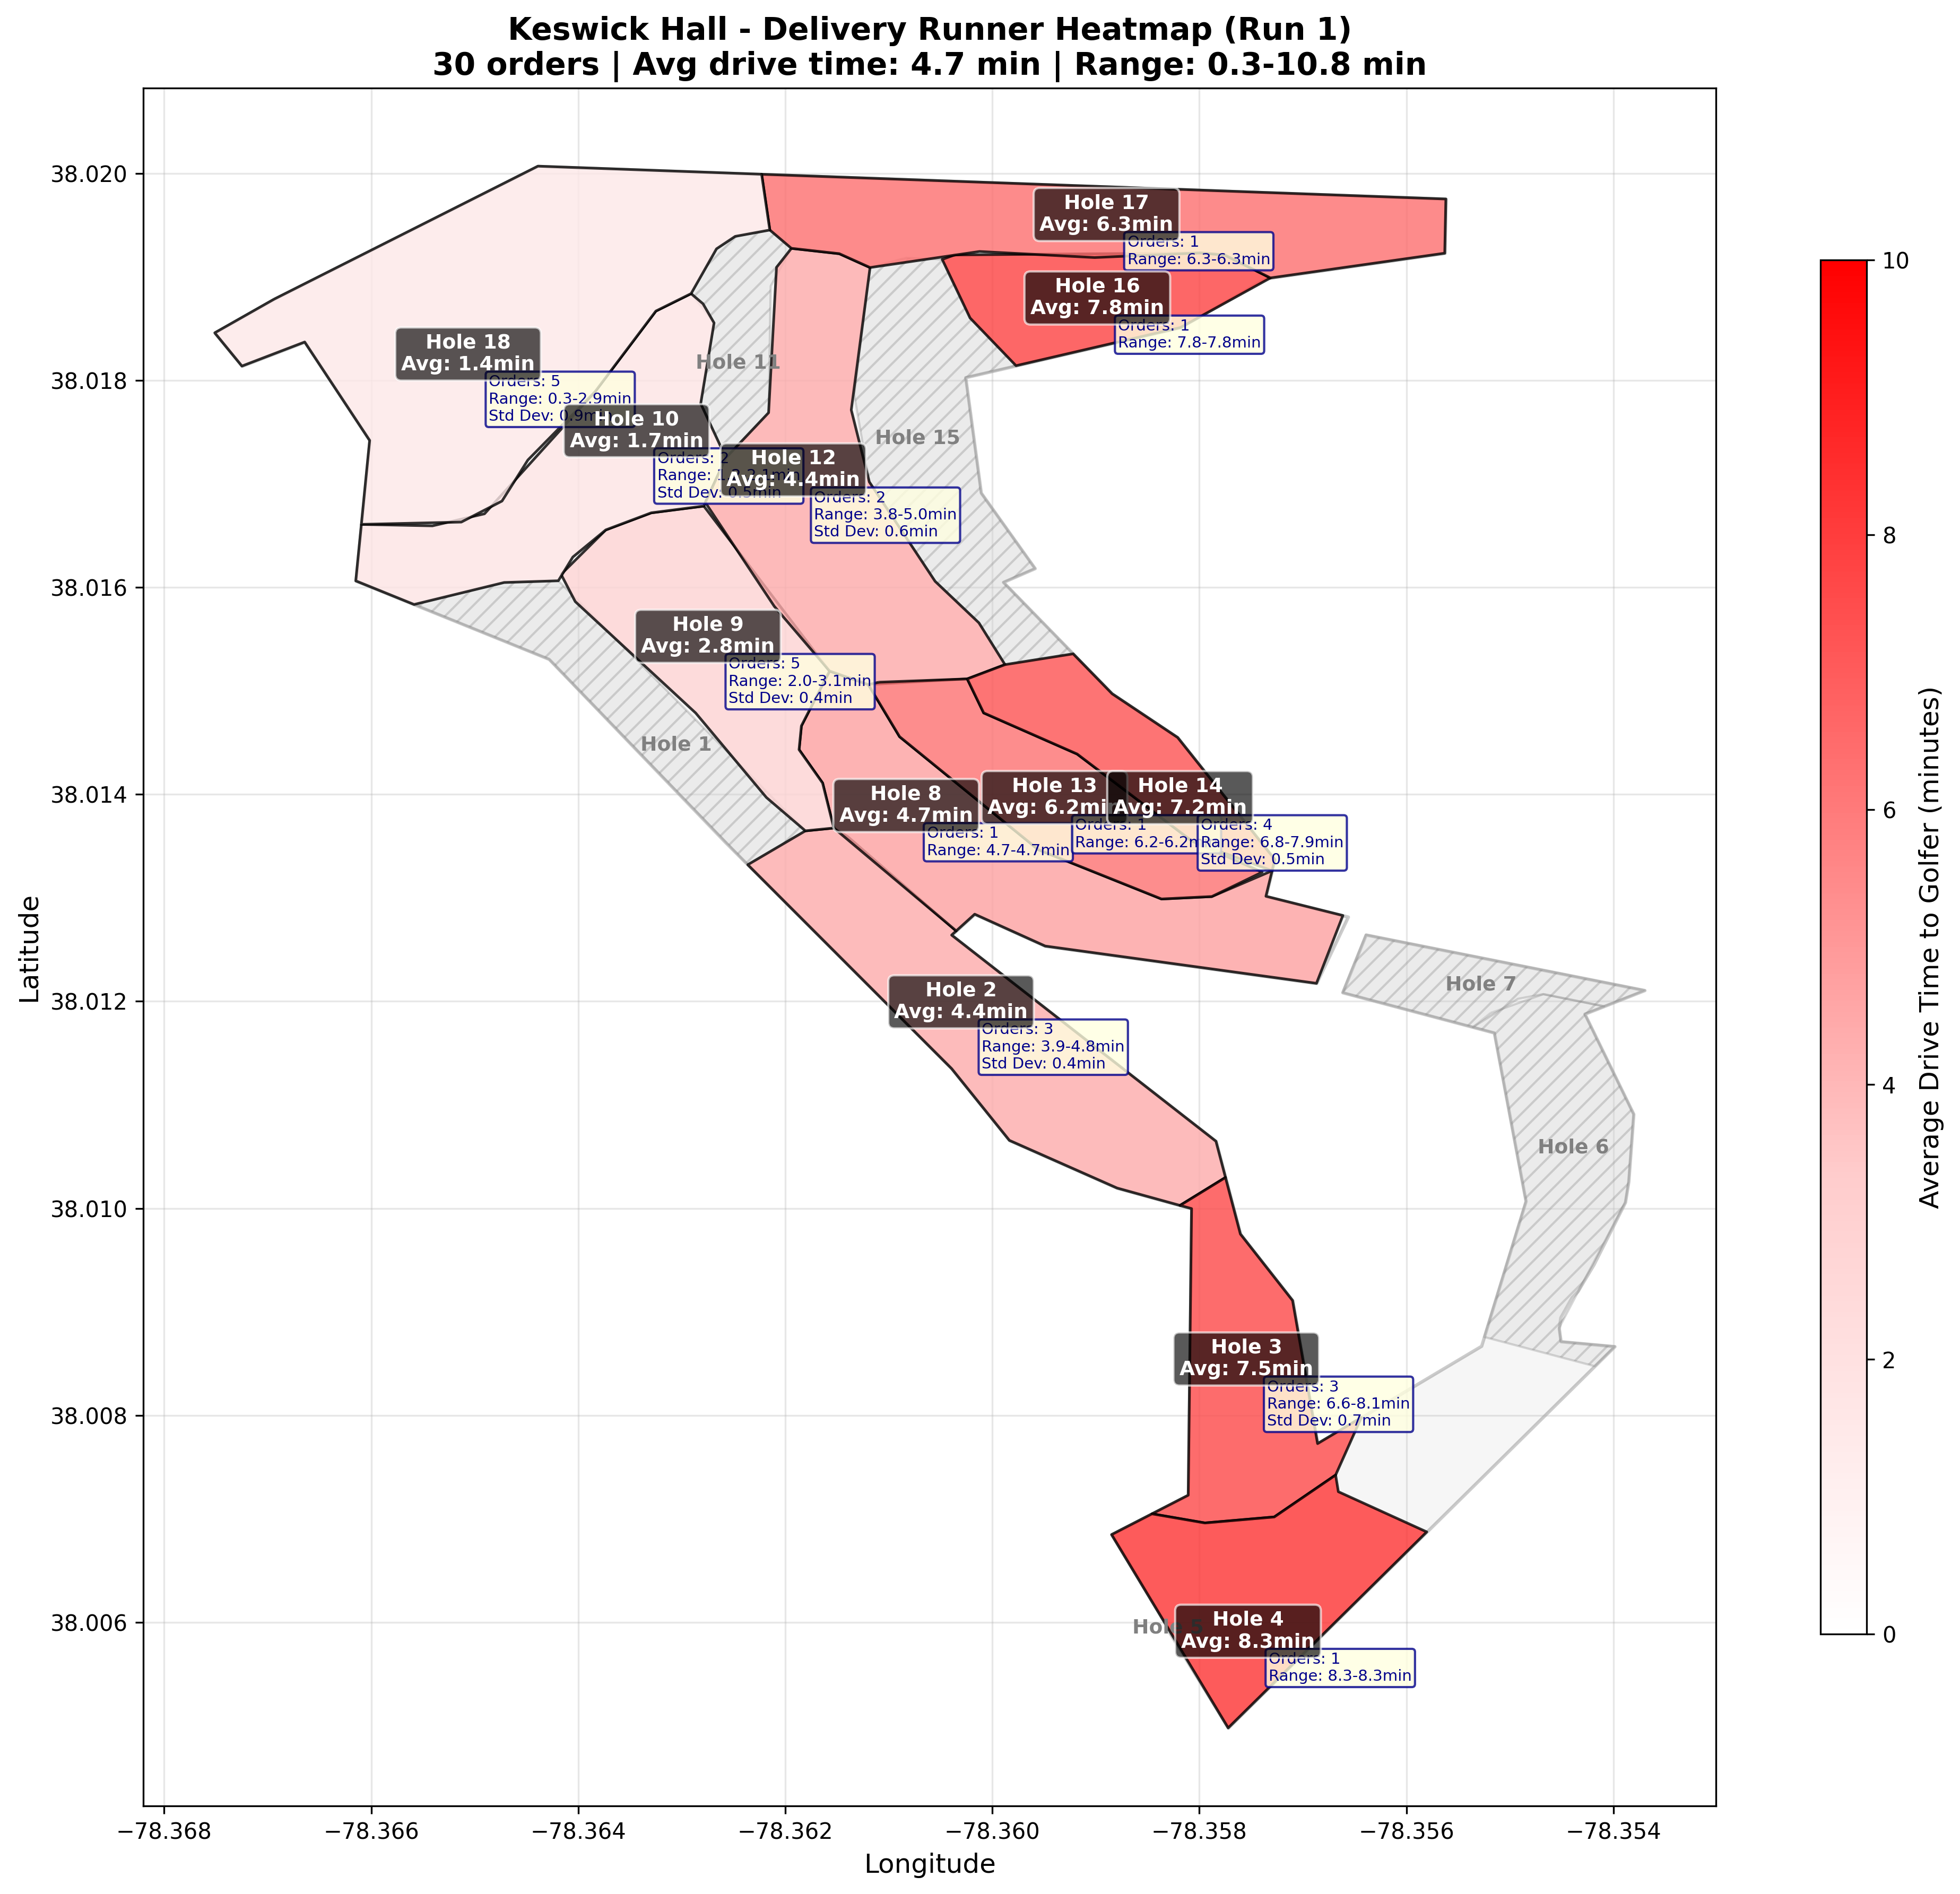 Keswick Hall - Delivery Runner Heatmap (Run 1)
30 orders | Avg drive time: 4.7 min | Range: 0.3-10.8 min
Hole 17
Avg: 6.3min
Orders: 1
Range: 6.3-6.3min
Hole 16
Avg: 7.8min
Orders: 1
Range: 7.8-7.8min
Hole 18
Avg: 1.4min
Orders: 5
Range: 0.3-2.9min
Std Dev: 0.9min
Hole 11
Hole 10
Avg: 1.7min
Orders: 2
Range:
Std Dev: 0.5min
Hole 15
Hole 12
Avg: 4.4min
Orders: 2
Range: 3.8-5.0min
Std Dev: 0.6min
Hole 9
Avg: 2.8min
Orders: 5
Range: 2.0-3.1min
Std Dev: 0.4min
Hole 1
Hole 8
Avg: 4.7min
Orders: 1
Range: 4.7-4.7min
Hole 13
Avg: 6.2min
Orders: 1
Range: 6.2-6.2m
Hole 14
Avg: 7.2min
Orders: 4
Range: 6.8-7.9min
Std Dev: 0.5min
Hole 2
Avg: 4.4min
Orders: 3
Range: 3.9-4.8min
Std Dev: 0.4min
Hole 7
Hole 6
Hole 3
Avg: 7.5min
Orders: 3
Range: 6.6-8.1min
Std Dev: 0.7min
Hole 5
Hole 4
Avg: 8.3min
Orders: 1
Range: 8.3-8.3min
38.020
38.018
38.016
38.014
38.012
38.010
38.008
38.006
Latitude
−78.368
−78.366
−78.364
−78.362
−78.360
−78.358
−78.356
−78.354
Longitude
10
8
6
4
2
0
Average Drive Time to Golfer (minutes)